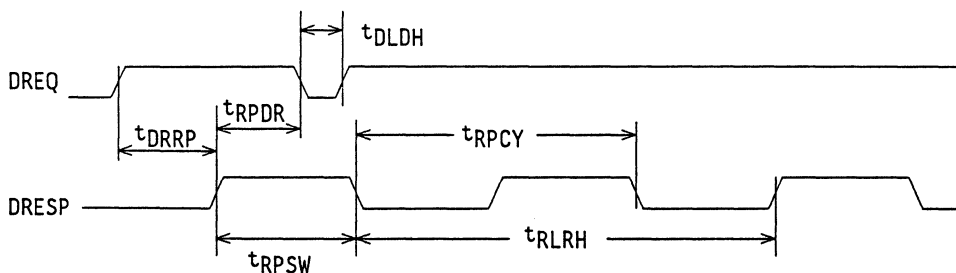 tDLDH
DREQ
tRPDR
tDRRP
tRPCY
DRESP
tRPSW
tRLRH